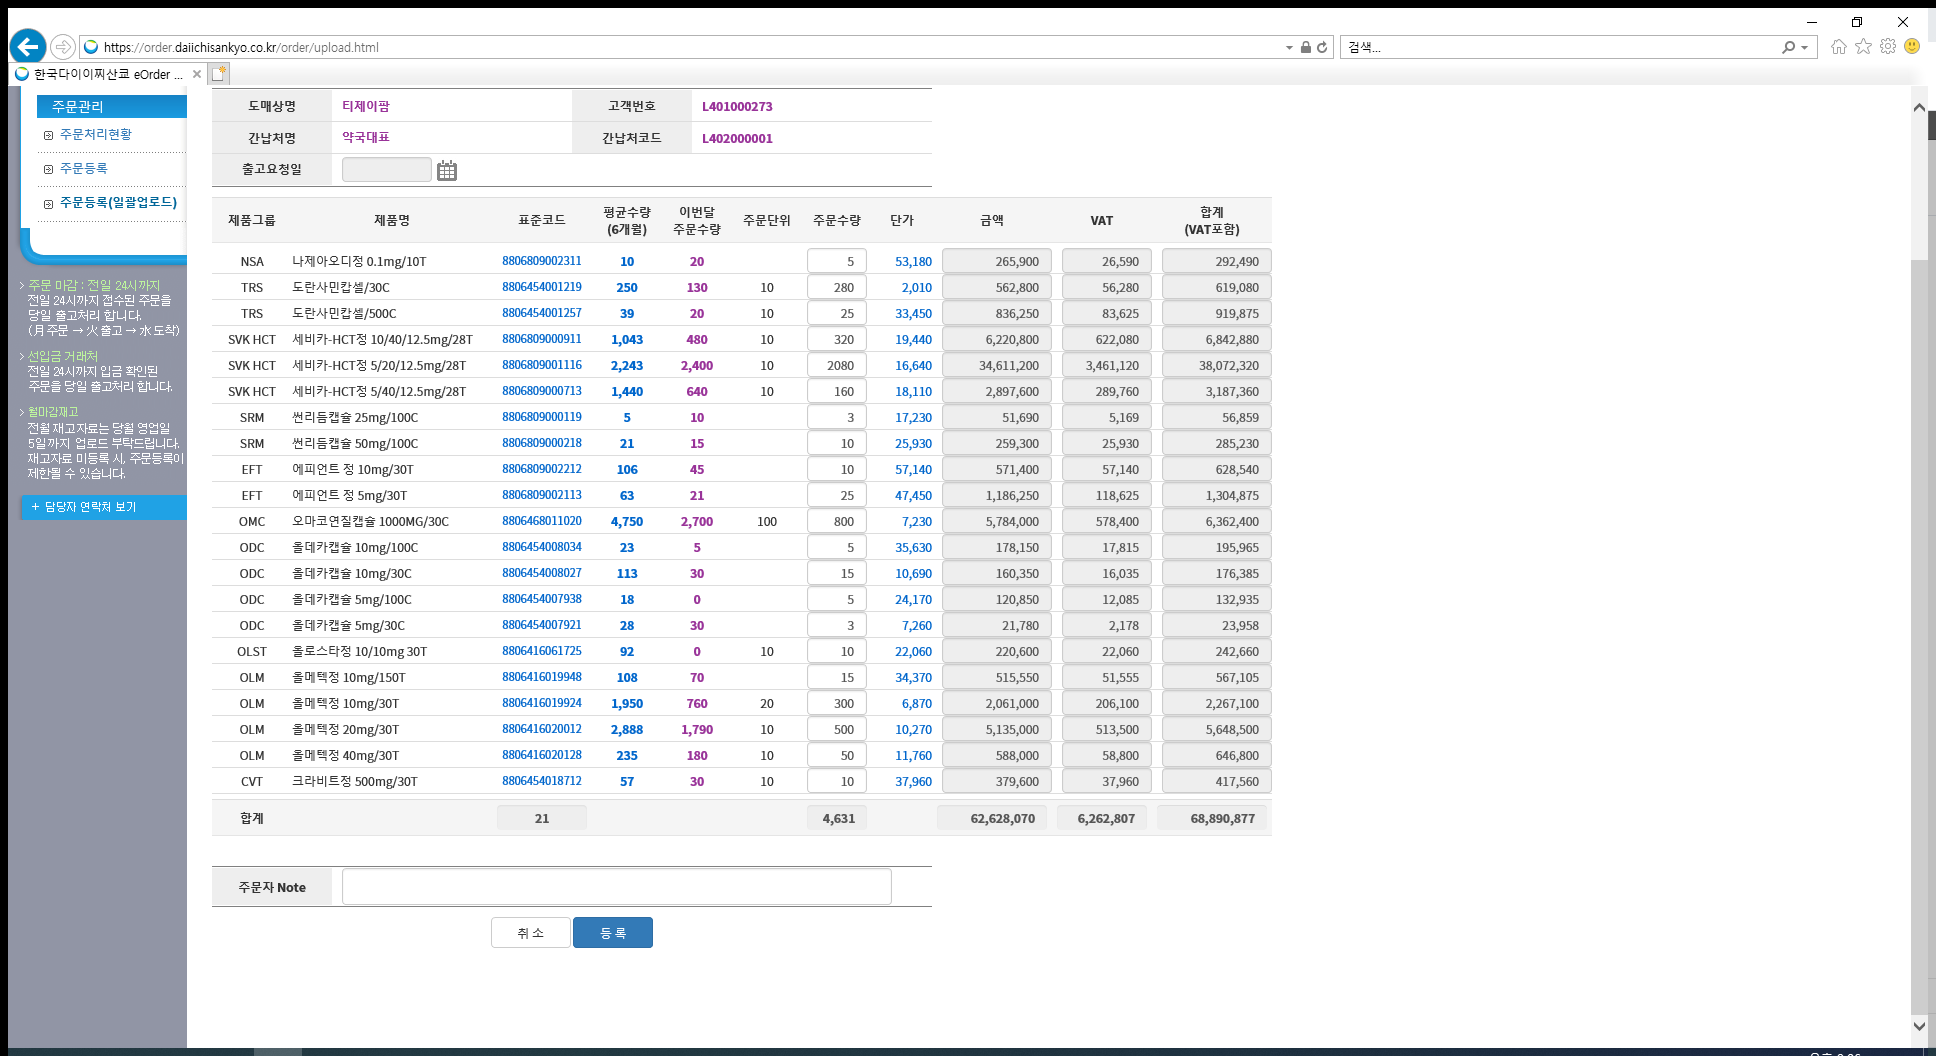 https://order.daiichisankyo.co.kr/order/upload.html
검색...
한국다이이찌산쿄 eOrder ...
주문관리
주문처리현황
주문등록
주문등록(일괄업로드)
주문 마감 : 전일 24시까지
전일 24시까지 접수된 주문을
당일 출고처리 합니다.
(月 주문 → 火 출고 → 水 도착)
선입금 거래처
전일 24시까지 입금 확인된
주문을 당일 출고처리 합니다.
월마감재고
전월 재고자료는 당월 영업일
5일까지 업로드 부탁드립니다.
재고자료 미등록 시, 주문등록이
제한될 수 있습니다.
+ 담당자 연락처 보기
도매상명 티제이팜 고객번호 L401000273
간납처명 약국대표 간납처코드 L402000001
출고요청일
제품그룹 제품명 표준코드 평균수량 (6개월) 이번달 주문수량 주문단위 주문수량 단가 금액 VAT 합계 (VAT포함)
NSA 나제아오디정 0.1mg/10T 8806809002311 10 20 5 53,180 265,900 26,590 292,490
TRS 도란사민캅셀/30C 8806454001219 250 130 10 280 2,010 562,800 56,280 619,080
TRS 도란사민캅셀/500C 8806454001257 39 20 10 25 33,450 836,250 83,625 919,875
SVK HCT 세비카-HCT정 10/40/12.5mg/28T 8806809000911 1,043 480 10 320 19,440 6,220,800 622,080 6,842,880
SVK HCT 세비카-HCT정 5/20/12.5mg/28T 8806809001116 2,243 2,400 10 2080 16,640 34,611,200 3,461,120 38,072,320
SVK HCT 세비카-HCT정 5/40/12.5mg/28T 8806809000713 1,440 640 10 160 18,110 2,897,600 289,760 3,187,360
SRM 썬리듬캡슐 25mg/100C 8806809000119 5 10 3 17,230 51,690 5,169 56,859
SRM 썬리듬캡슐 50mg/100C 8806809000218 21 15 10 25,930 259,300 25,930 285,230
EFT 에피언트 정 10mg/30T 8806809002212 106 45 10 57,140 571,400 57,140 628,540
EFT 에피언트 정 5mg/30T 8806809002113 63 21 25 47,450 1,186,250 118,625 1,304,875
OMC 오마코연질캡슐 1000MG/30C 8806468011020 4,750 2,700 100 800 7,230 5,784,000 578,400 6,362,400
ODC 올데카캡슐 10mg/100C 8806454008034 23 5 5 35,630 178,150 17,815 195,965
ODC 올데카캡슐 10mg/30C 8806454008027 113 30 15 10,690 160,350 16,035 176,385
ODC 올데카캡슐 5mg/100C 8806454007938 18 0 5 24,170 120,850 12,085 132,935
ODC 올데카캡슐 5mg/30C 8806454007921 28 30 3 7,260 21,780 2,178 23,958
OLST 올로스타정 10/10mg 30T 8806416061725 92 0 10 10 22,060 220,600 22,060 242,660
OLM 올메텍정 10mg/150T 8806416019948 108 70 15 34,370 515,550 51,555 567,105
OLM 올메텍정 10mg/30T 8806416019924 1,950 760 20 300 6,870 2,061,000 206,100 2,267,100
OLM 올메텍정 20mg/30T 8806416020012 2,888 1,790 10 500 10,270 5,135,000 513,500 5,648,500
OLM 올메텍정 40mg/30T 8806416020128 235 180 10 50 11,760 588,000 58,800 646,800
CVT 크라비트정 500mg/30T 8806454018712 57 30 10 10 37,960 379,600 37,960 417,560
합계 21 4,631 62,628,070 6,262,807 68,890,877
주문자 Note
취 소 등 록